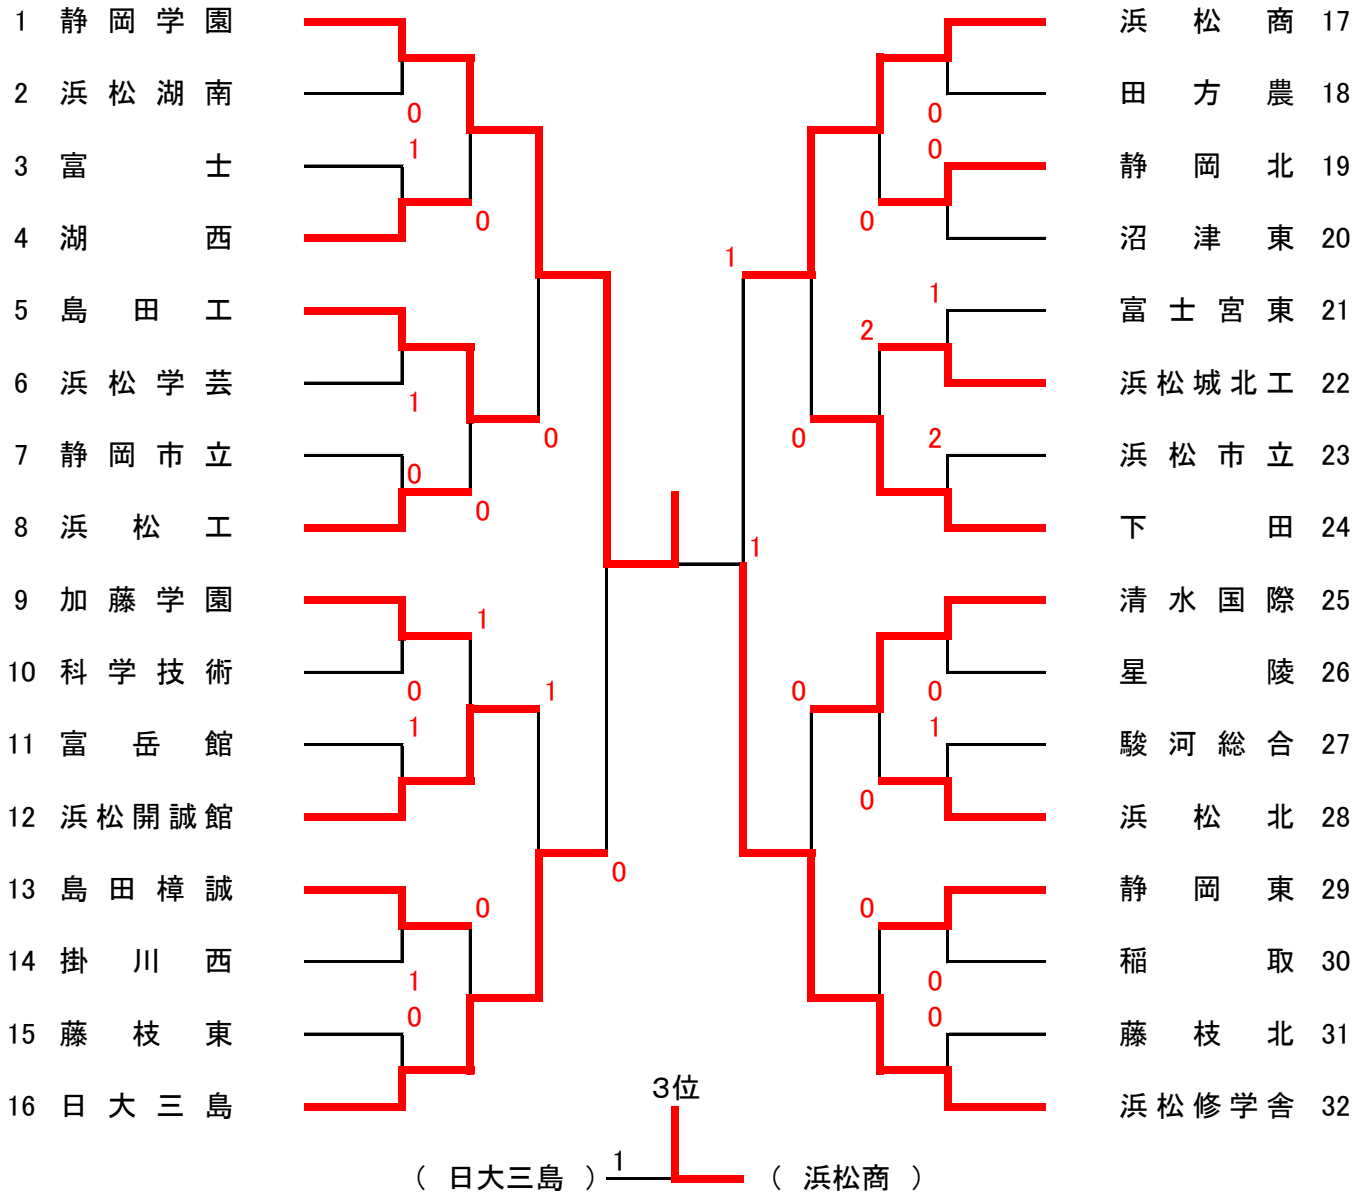 1 静岡学園
2 浜松湖南
0
1
3 富士
4 湖西
0
5 島田工
6 浜松学芸
1
7 静岡市立
0
0
8 浜松工
0
9 加藤学園
1
10 科学技術
0
1
11 富岳館
1
12 浜松開誠館
0
13 島田樟誠
0
14 掛川西
1
15 藤枝東
0
16 日大三島
浜松商 17
田方農 18
0
0
静岡北 19
0
沼津東 20
1
1
富士宮東 21
2
浜松城北工 22
0
2
浜松市立 23
下田 24
1
清水国際 25
星陵 26
0
0
1
駿河総合 27
0
浜松北 28
静岡東 29
0
稲取 30
0
0
藤枝北 31
浜松修学舎 32
3位
( 日大三島 ) 1 ( 浜松商 )